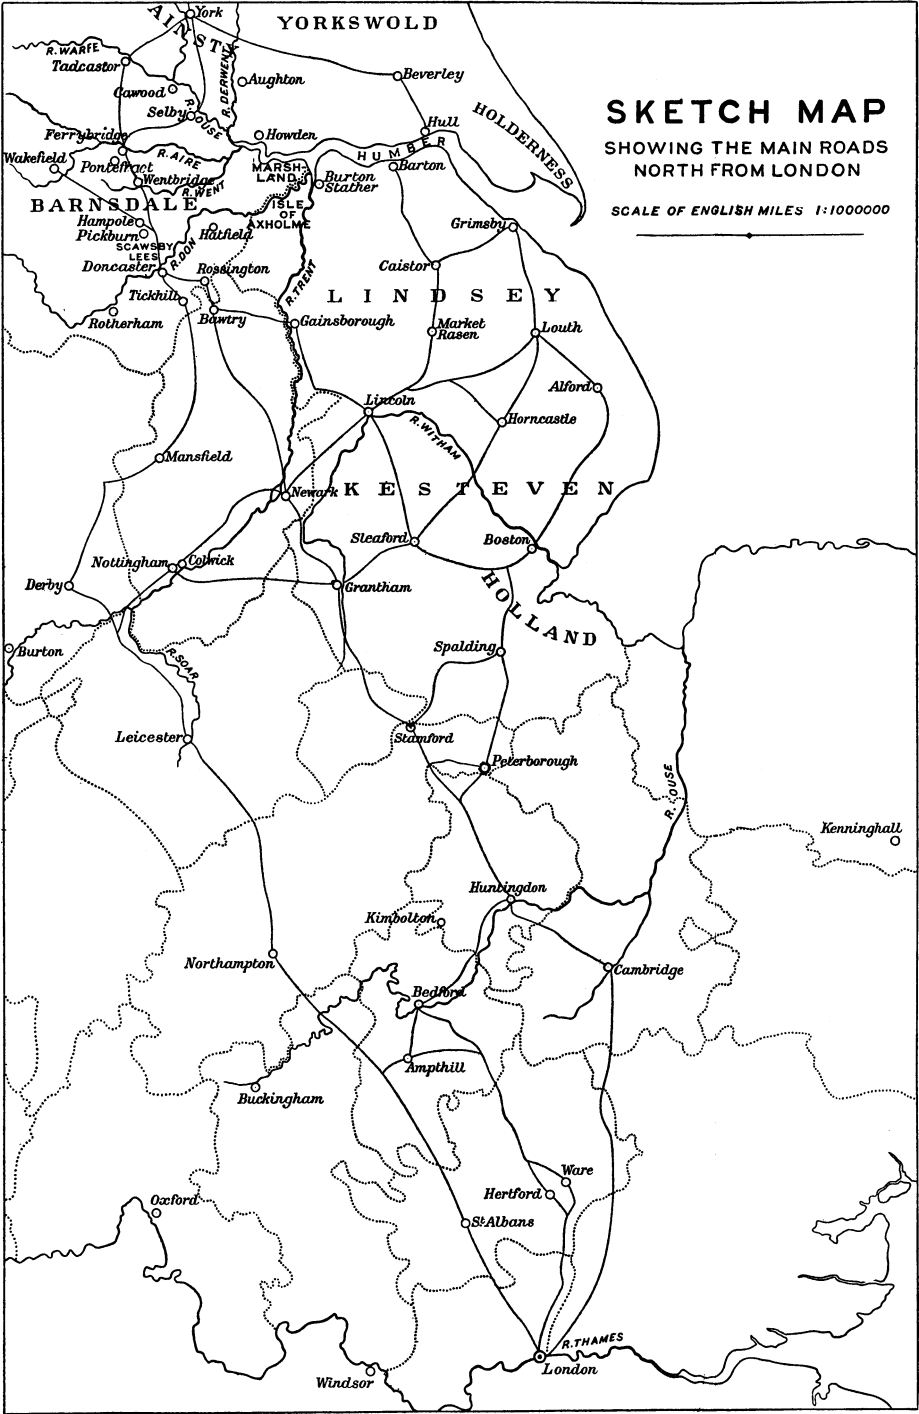 SKETCH MAP
SHOWING THE MAIN ROADS
NORTH FROM LONDON
SCALE OF ENGLISH MILES 1:1000000
York
AINSTY
YORKSWOLD
R. WARFE
Tadcastor
Cawood
Selby
R. OUSE
R. DERWENT
Aughton
Beverley
Hull
HOLDERNESS
Howden
HUMBER
Barton
Ferrybridge
Wakefield
Pontefract
R. AIRE
Wentbridge
R. WENT
MARSH-
LAND
Burton
Stather
BARNSDALE
ISLE
OF
AXHOLME
Hampole
Pickburn
Hatfield
SCAWSBY
LEES
R. DON
Doncaster
Rossington
Tickhill
Rotherham
Bawtry
R. TRENT
Gainsborough
Grimsby
Caistor
LINDSEY
Market
Rasen
Louth
Alford
Lincoln
R. WITHAM
Horncastle
Mansfield
Newark
KESTEVEN
Sleaford
Boston
Nottingham
Colwick
Derby
Grantham
HOLLAND
Burton
R. SOAR
Spalding
Leicester
Stamford
Peterborough
R. OUSE
Kenninghall
Huntingdon
Kimbolton
Northampton
Cambridge
Bedford
Ampthill
Buckingham
Ware
Hertford
Oxford
St Albans
R. THAMES
London
Windsor